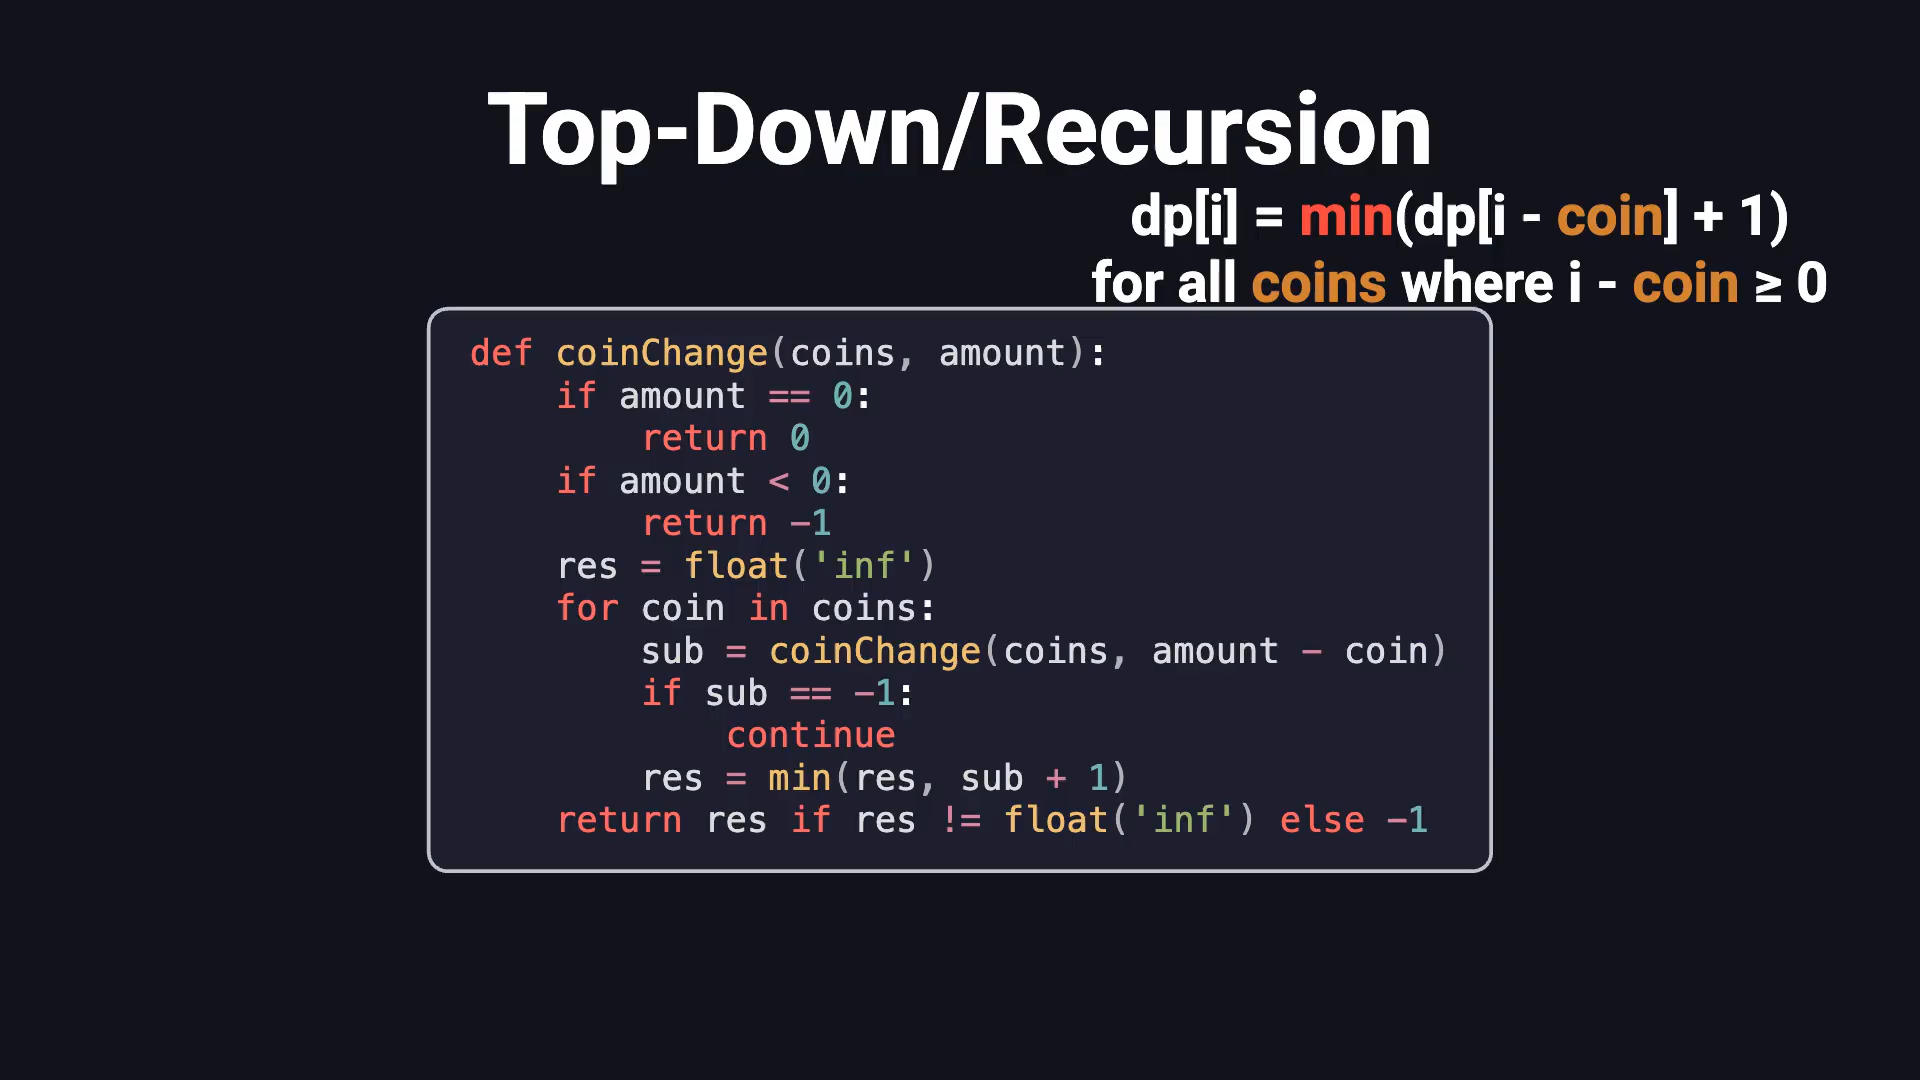 Top-Down/Recursion
dp[i] = min(dp[i - coin] + 1)
for all coins where i - coin ≥ 0
def coinChange(coins, amount):
    if amount == 0:
        return 0
    if amount < 0:
        return -1
    res = float('inf')
    for coin in coins:
        sub = coinChange(coins, amount - coin)
        if sub == -1:
            continue
        res = min(res, sub + 1)
    return res if res != float('inf') else -1